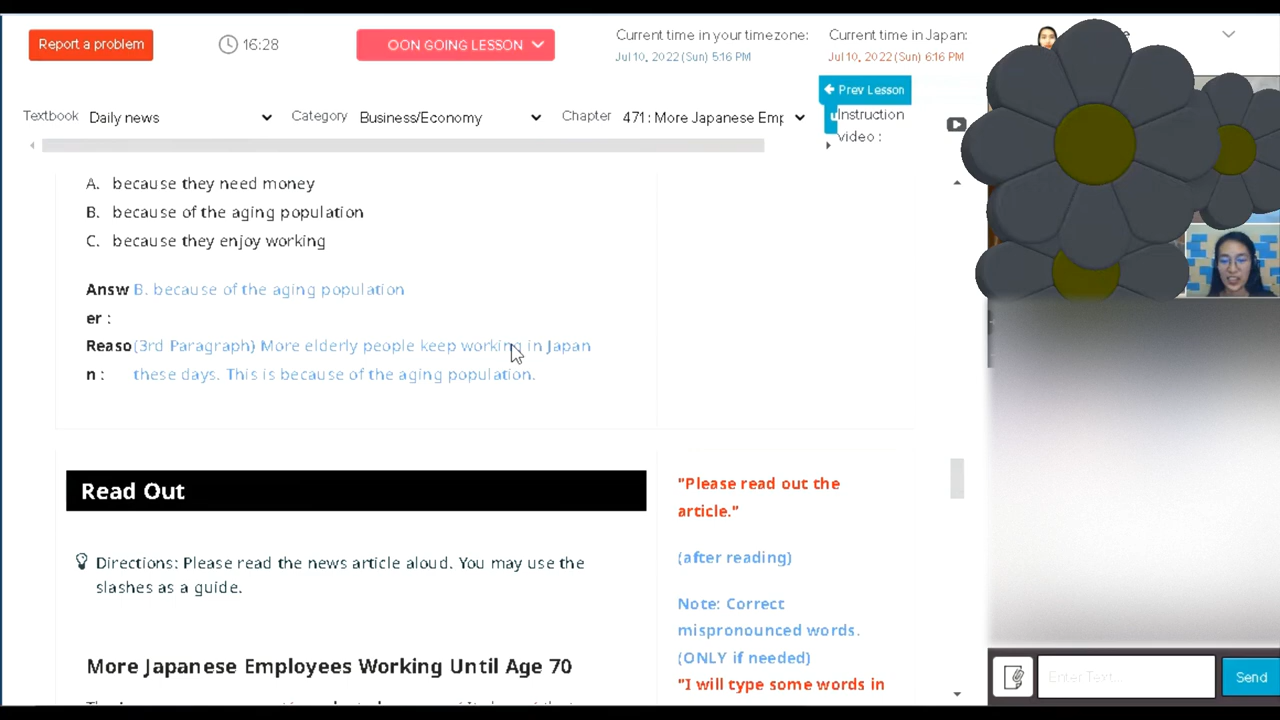 Report a problem
16:28
OON GOING LESSON
Current time in your timezone:
Jul 10, 2022 (Sun) 5:16 PM
Current time in Japan:
Jul 10, 2022 (Sun) 6:16 PM
Prev Lesson
Textbook Daily news
Category Business/Economy
Chapter 471 : More Japanese Emp
Instruction
video :
A. because they need money
B. because of the aging population
C. because they enjoy working
Answ B. because of the aging population
er :
Reaso (3rd Paragraph) More elderly people keep working in Japan
n : these days. This is because of the aging population.
Read Out
Directions: Please read the news article aloud. You may use the
slashes as a guide.
More Japanese Employees Working Until Age 70
"Please read out the
article."
(after reading)
Note: Correct
mispronounced words.
(ONLY if needed)
"I will type some words in
Enter Text...
Send